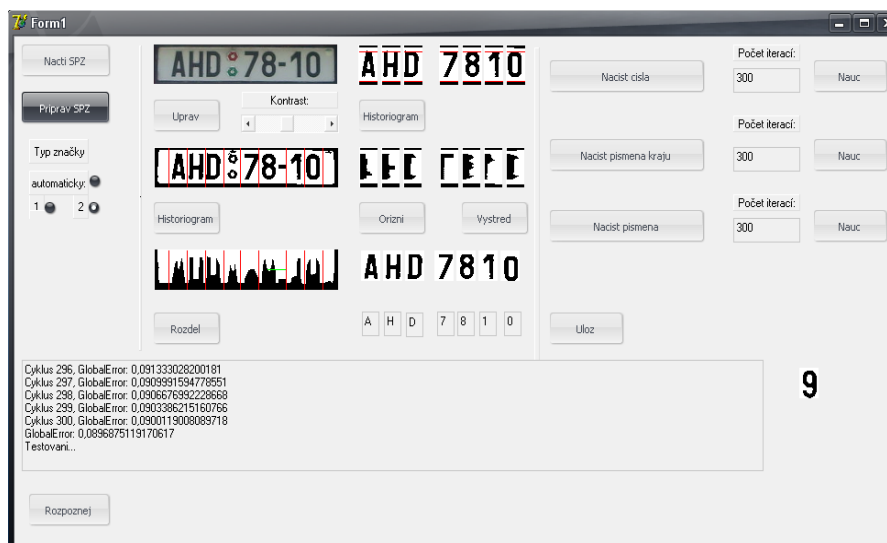 Form1
Nacti SPZ
Priprav SPZ
Typ značky
automaticky:
1
2
AHD 78-10
Uprav
Kontrast:
AHD 78-10
Historiogram
Rozdel
AHD 7810
Historiogram
Orizni
Vystred
AHD 7810
A H D 7 8 1 0
Nacist cisla
Počet iterací:
300
Nauc
Nacist pismena kraju
Počet iterací:
300
Nauc
Nacist pismena
Počet iterací:
300
Nauc
Uloz
Cyklus 296, GlobalError: 0,091333028200181
Cyklus 297, GlobalError: 0,0909991594778551
Cyklus 298, GlobalError: 0,0906676992228668
Cyklus 299, GlobalError: 0,0903386215160766
Cyklus 300, GlobalError: 0,0900119008089718
GlobalError: 0,0896875119170617
Testovani...
9
Rozpoznej